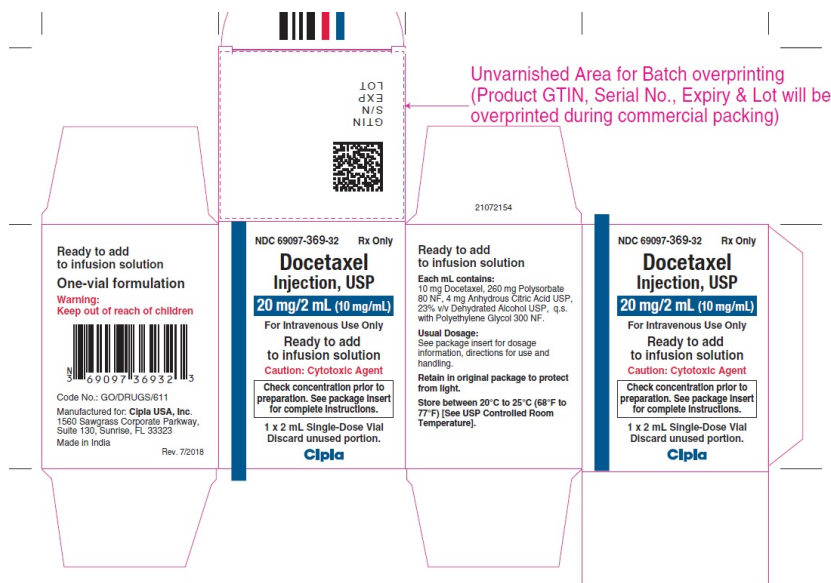 Unvarnished Area for Batch overprinting
(Product GTIN, Serial No., Expiry & Lot will be
overprinted during commercial packing)
GTIN
S/N
EXP
LOT
21072154
Ready to add
to infusion solution
One-vial formulation
Warning:
Keep out of reach of children
N
3 69097 36932 3
Code No.: GO/DRUGS/611
Manufactured for: Cipla USA, Inc.
1560 Sawgrass Corporate Parkway,
Suite 130, Sunrise, FL 33323
Made in India
Rev. 7/2018
NDC 69097-369-32 Rx Only
Docetaxel
Injection, USP
20 mg/2 mL (10 mg/mL)
For Intravenous Use Only
Ready to add
to infusion solution
Caution: Cytotoxic Agent
Check concentration prior to
preparation. See package Insert
for complete Instructions.
1 x 2 mL Single-Dose Vial
Discard unused portion.
Cipla
Ready to add
to infusion solution
Each mL contains:
10 mg Docetaxel, 260 mg Polysorbate
80 NF, 4 mg Anhydrous Citric Acid USP,
23% v/v Dehydrated Alcohol USP, q.s.
with Polyethylene Glycol 300 NF.
Usual Dosage:
See package insert for dosage
information, directions for use and
handling.
Retain in original package to protect
from light.
Store between 20°C to 25°C (68°F to
77°F) [See USP Controlled Room
Temperature].
NDC 69097-369-32 Rx Only
Docetaxel
Injection, USP
20 mg/2 mL (10 mg/mL)
For Intravenous Use Only
Ready to add
to infusion solution
Caution: Cytotoxic Agent
Check concentration prior to
preparation. See package Insert
for complete Instructions.
1 x 2 mL Single-Dose Vial
Discard unused portion.
Cipla